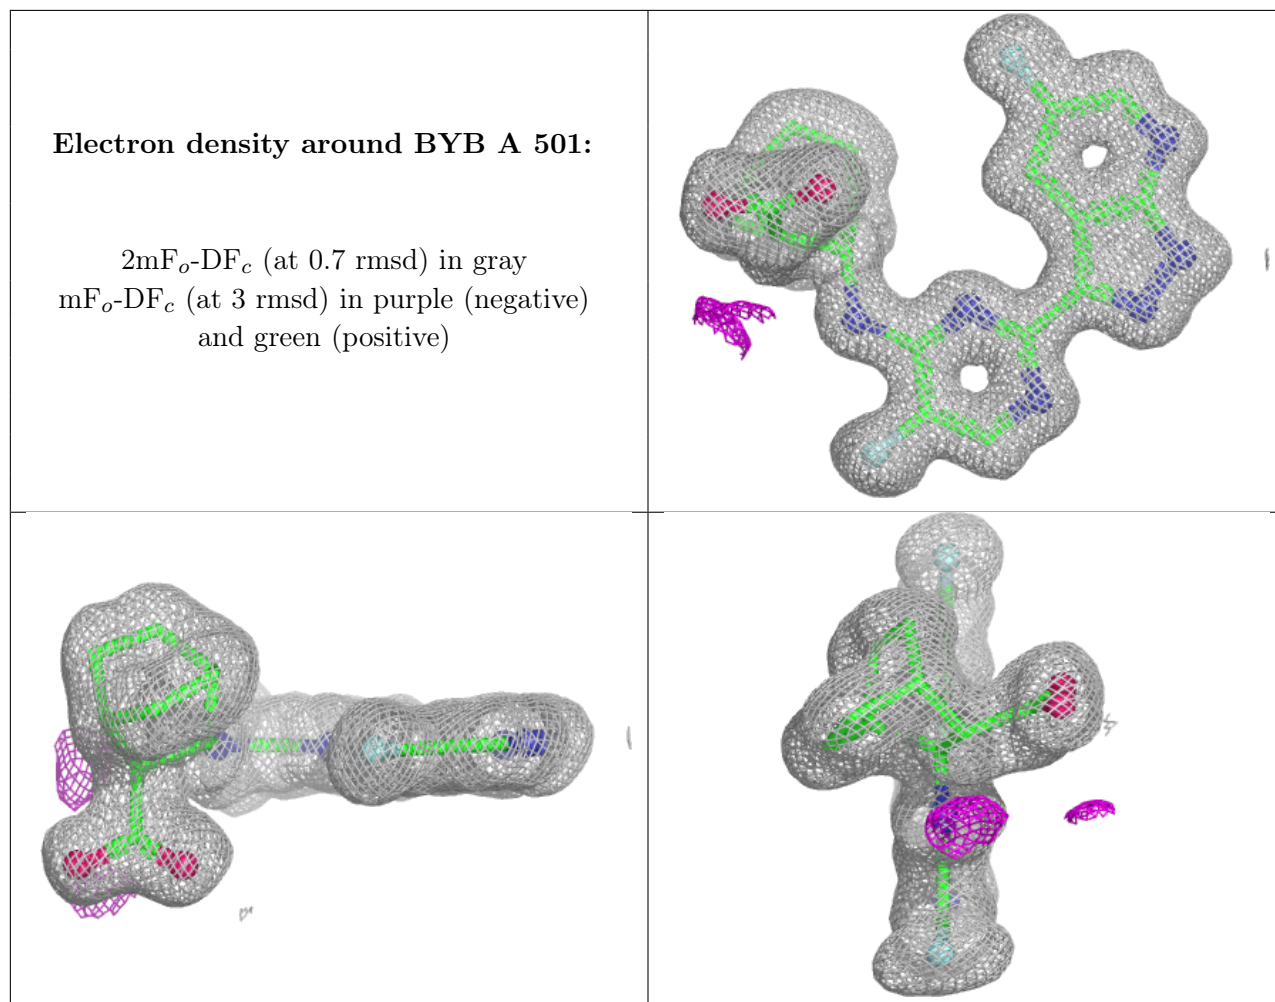 Electron density around BYB A 501:
2mFo-DFc (at 0.7 rmsd) in gray
mFo-DFc (at 3 rmsd) in purple (negative)
and green (positive)